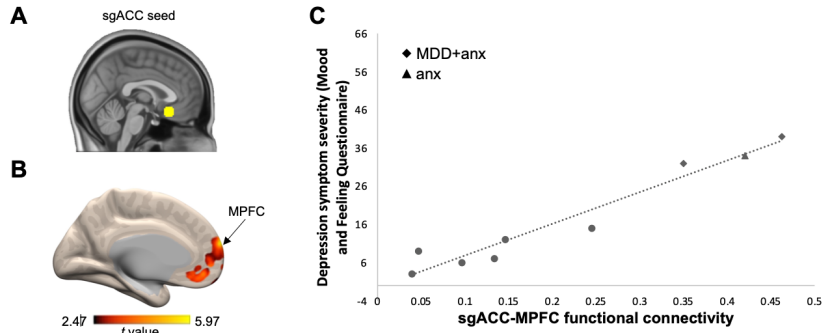 A
sgACC seed
B
MPFC
2.47
5.97
t value
C
Depression symptom severity (Mood
and Feeling Questionnaire)
66
56
46
36
26
16
6
-4
MDD+anx
anx
0
0.05
0.1
0.15
0.2
0.25
0.3
0.35
0.4
0.45
0.5
sgACC-MPFC functional connectivity